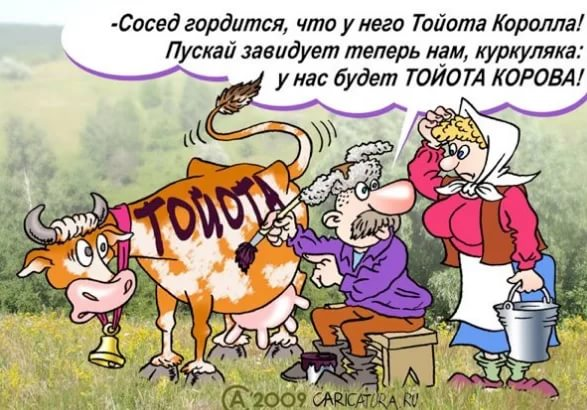 -Сосед гордится, что у него Тойота Королла!
Пускай завидует теперь нам, куркуляка:
у нас будет ТОЙОТА КОРОВА!
ТОЙОТА
А 2009 CARICATURA.RU